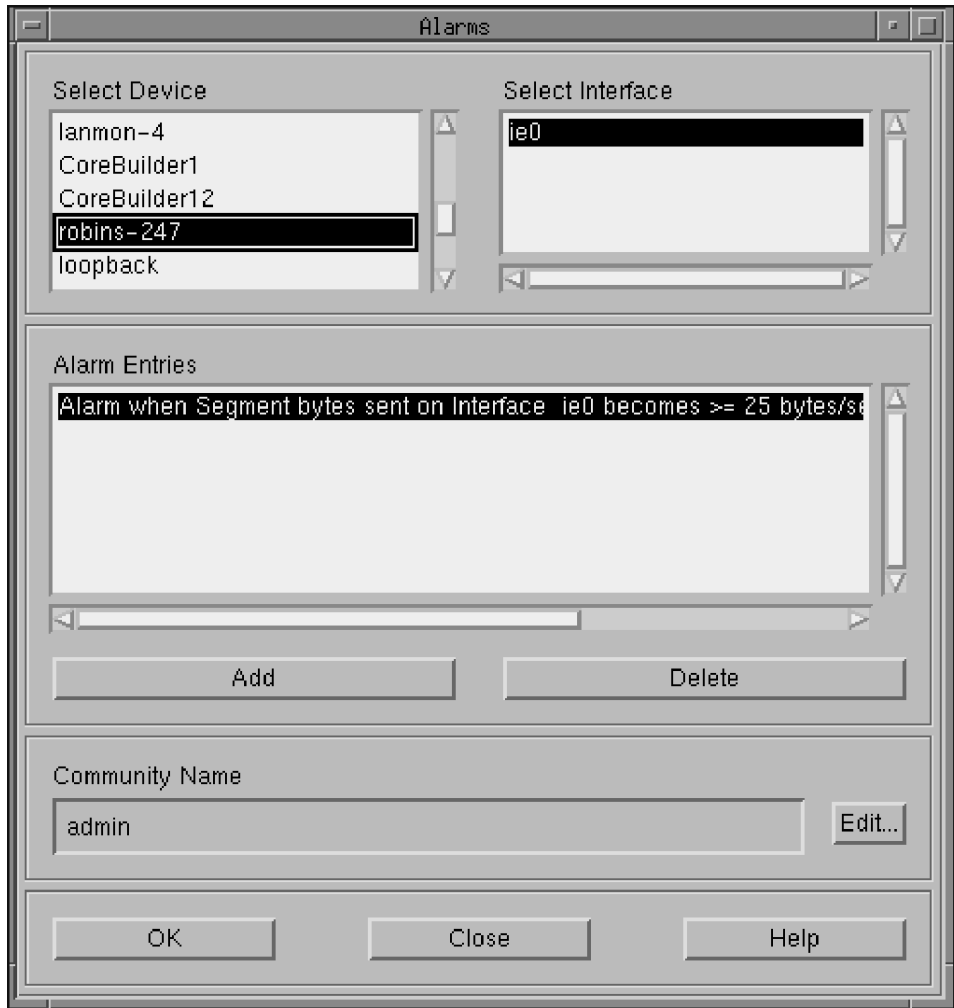 Alarms
Select Device
lanmon-4
CoreBuilder1
CoreBuilder12
robins-247
loopback
Select Interface
ie0
Alarm Entries
Alarm when Segment bytes sent on Interface ie0 becomes >= 25 bytes/se
Add
Delete
Community Name
admin
Edit...
OK
Close
Help